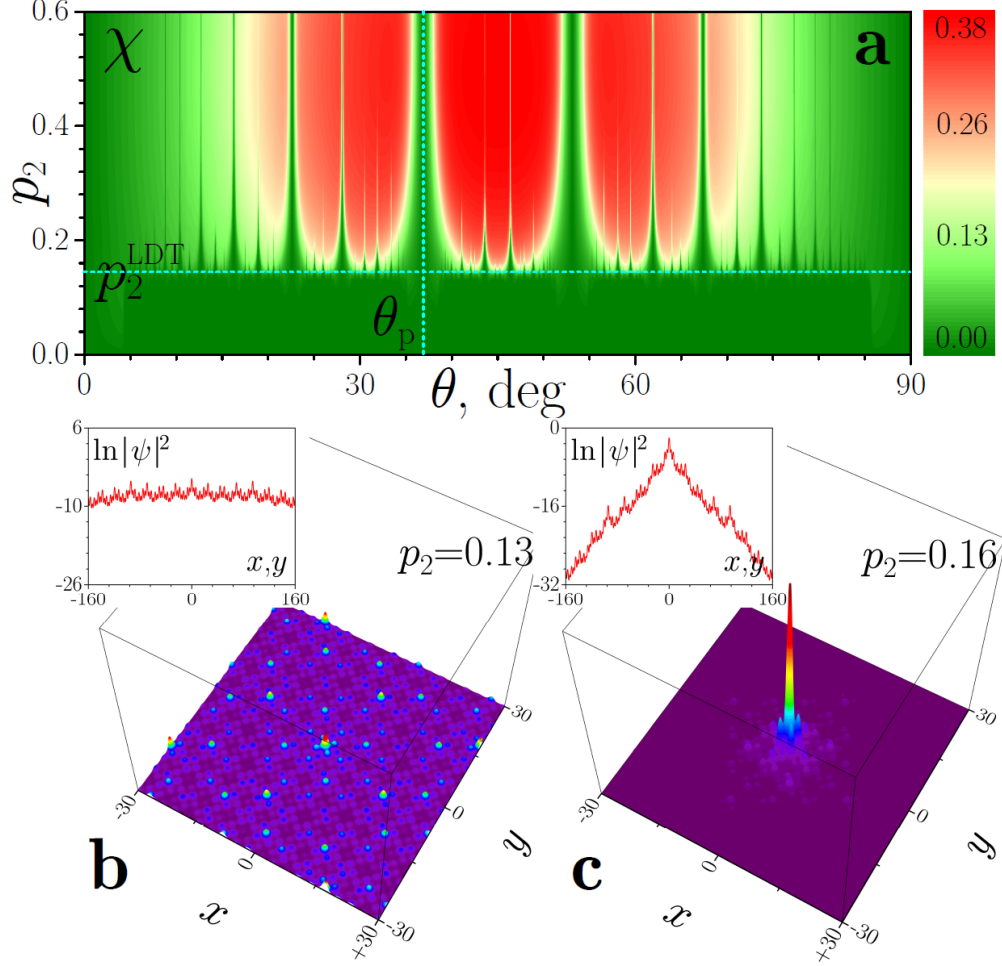 0.6
χ
a
0.38
0.4
0.26
p₂
0.2
0.13
p₂^LDT
θₚ
0.0
0.00
0
30
60
90
θ, deg
6
ln|ψ|²
-10
x,y
-26
-160
0
160
p₂=0.13
0
ln|ψ|²
-16
x,y
-32
-160
0
160
p₂=0.16
30
0
y
-30
0
+30
-30
x
b
30
0
y
-30
0
+30
-30
x
c